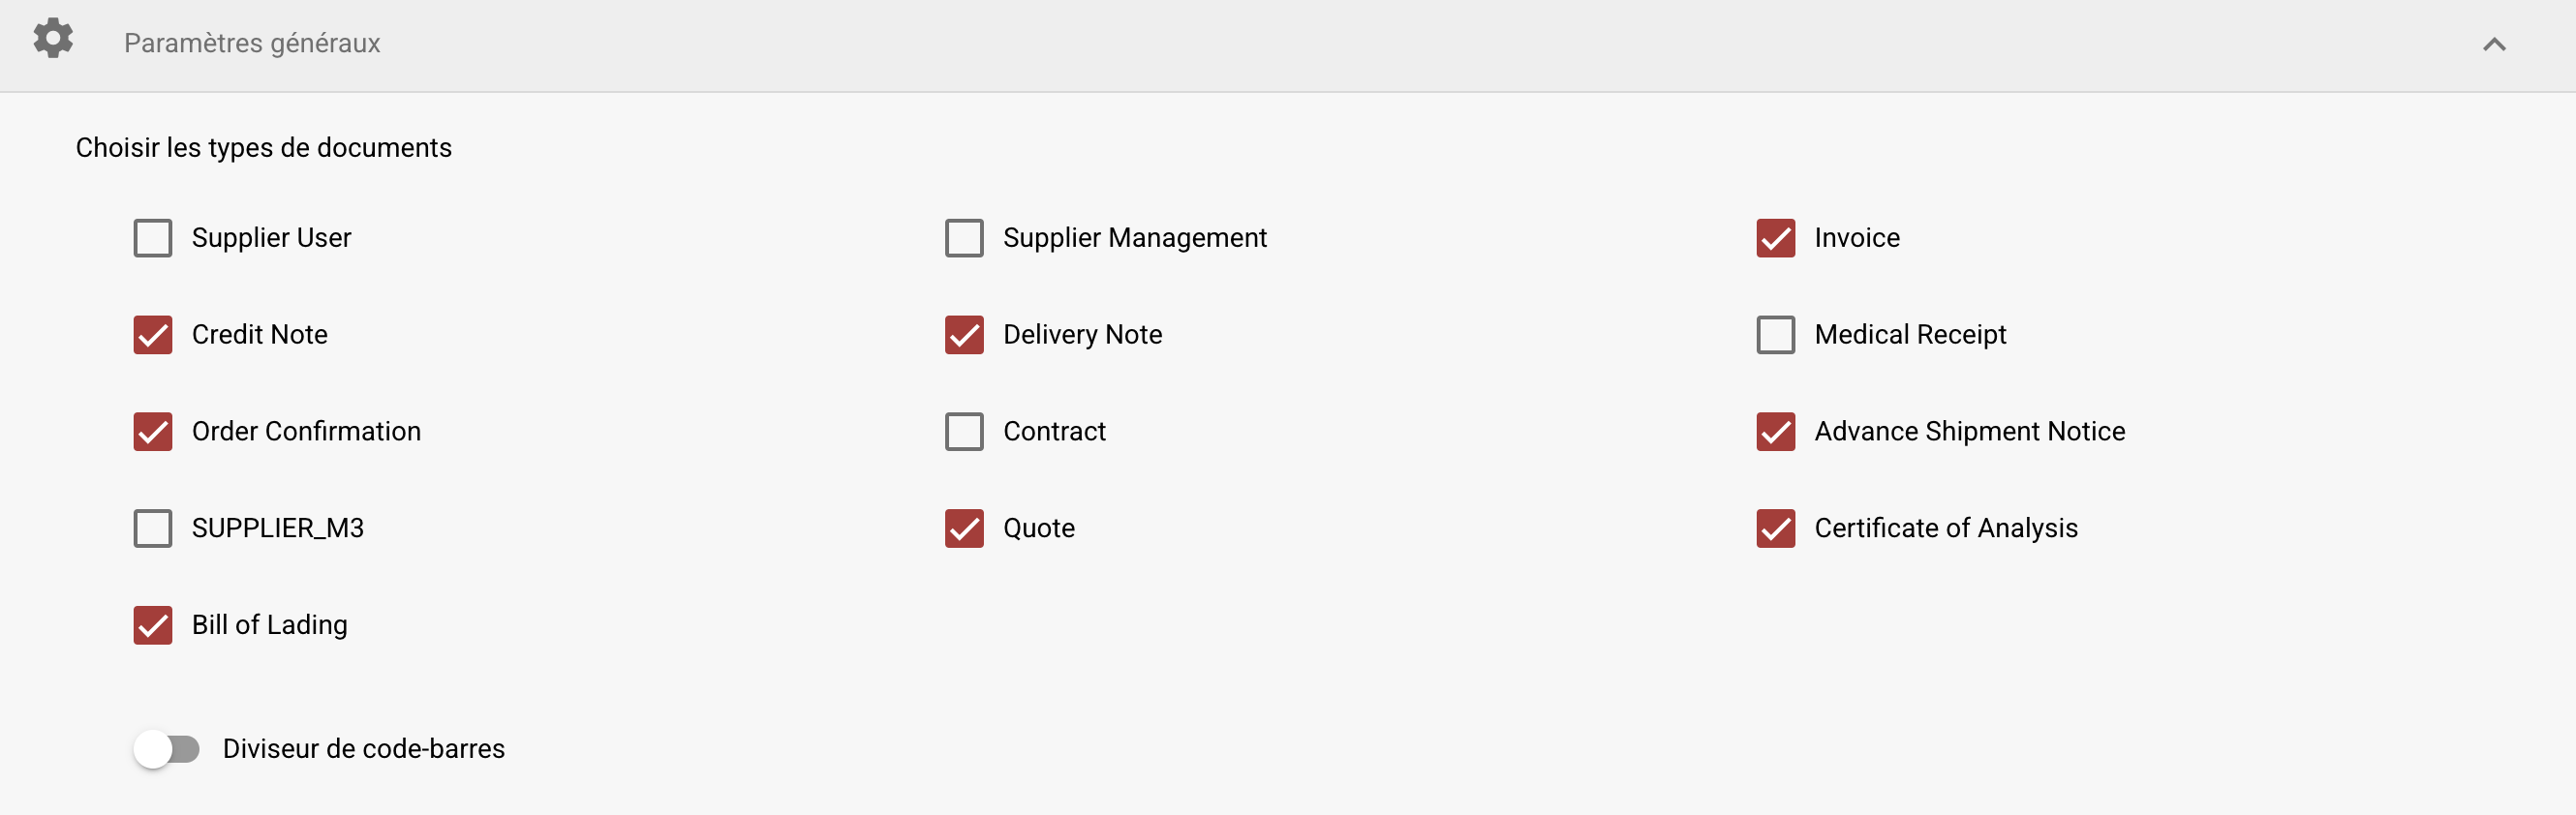 Paramètres généraux
Choisir les types de documents
Supplier User
Supplier Management
Invoice
Credit Note
Delivery Note
Medical Receipt
Order Confirmation
Contract
Advance Shipment Notice
SUPPLIER_M3
Quote
Certificate of Analysis
Bill of Lading
Diviseur de code-barres